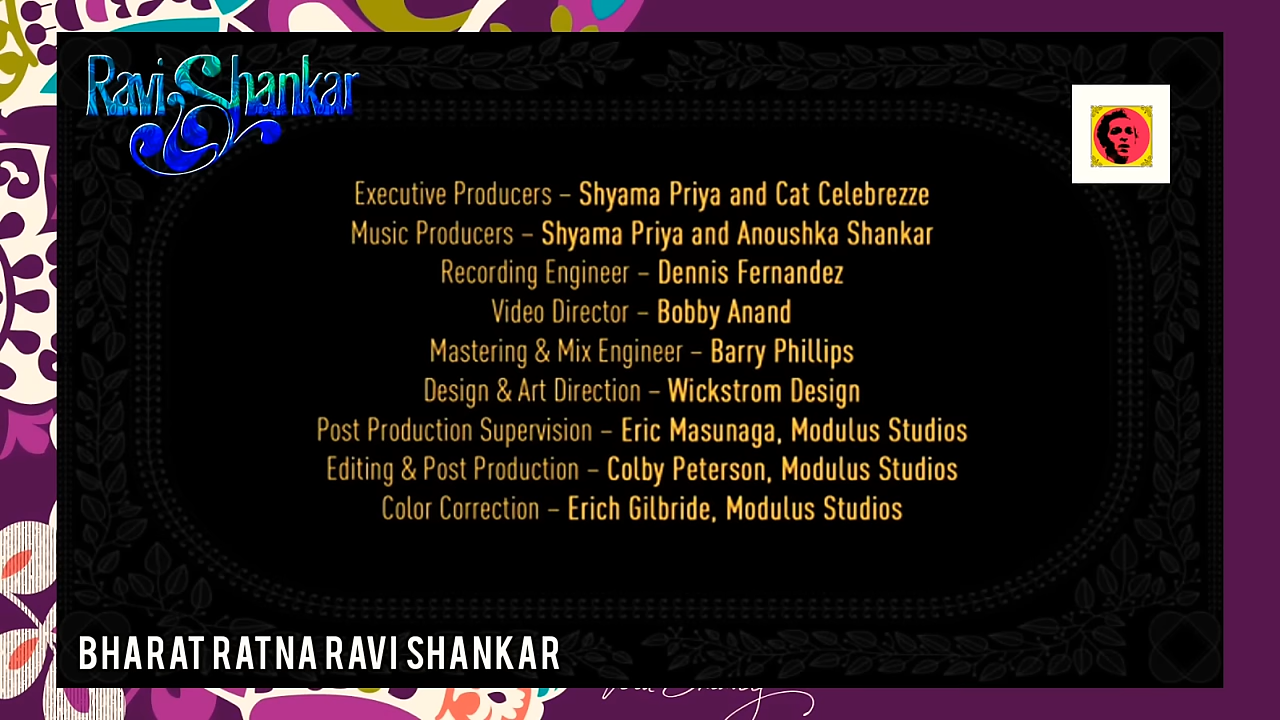 Ravi Shankar
Executive Producers – Shyama Priya and Cat Celebrezze
Music Producers – Shyama Priya and Anoushka Shankar
Recording Engineer – Dennis Fernandez
Video Director – Bobby Anand
Mastering & Mix Engineer – Barry Phillips
Design & Art Direction – Wickstrom Design
Post Production Supervision – Eric Masunaga, Modulus Studios
Editing & Post Production – Colby Peterson, Modulus Studios
Color Correction – Erich Gilbride, Modulus Studios
BHARAT RATNA RAVI SHANKAR